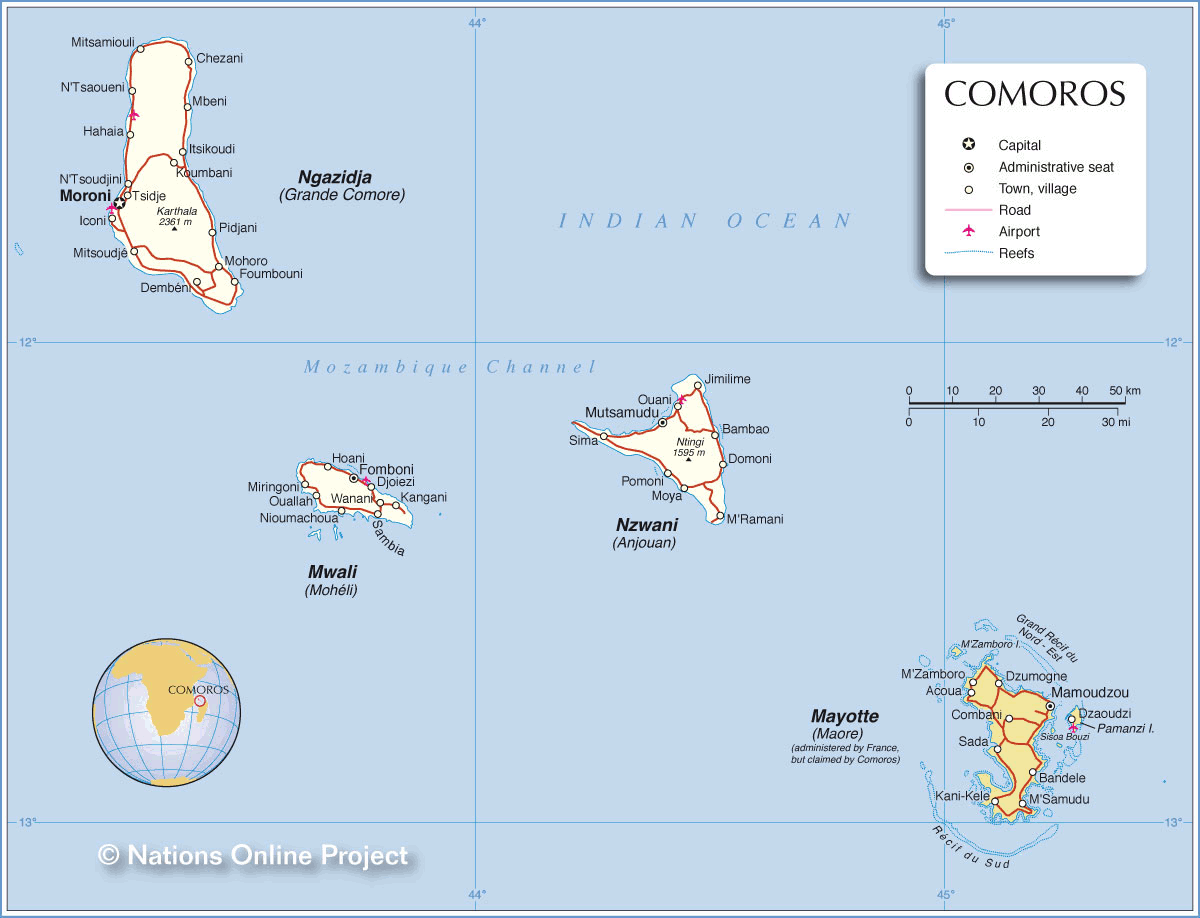 44°
45°
COMOROS
Capital
Administrative seat
Town, village
Road
Airport
Reefs
Mitsamiouli
Chezani
N'Tsaoueni
Mbeni
Hahaia
Itsikoudi
Koumbani
N'Tsoudjini
Moroni
Tsidje
Iconi
Karthala
2361 m
Pidjani
Mitsoudjé
Mohoro
Foumbouni
Dembéni
Ngazidja
(Grande Comore)
INDIAN OCEAN
12°
12°
Mozambique Channel
0 10 20 30 40 50 km
0 10 20 30 mi
Jimilime
Ouani
Mutsamudu
Sima
Bambao
Ntingi
1595 m
Domoni
Pomoni
Moya
M'Ramani
Nzwani
(Anjouan)
Hoani
Fomboni
Djoiezi
Miringoni
Ouallah
Wanani
Kangani
Nioumachoua
Sambia
Mwali
(Mohéli)
COMOROS
Grand Récif du
Nord - Est
M'Zamboro I.
M'Zamboro
Dzumogne
Acoua
Mamoudzou
Combani
Dzaoudzi
Pamanzi I.
Sisoa Bouzi
Sada
Bandele
Kani-Kele
M'Samudu
Mayotte
(Maore)
(administered by France,
but claimed by Comoros)
13°
13°
Récif du Sud
© Nations Online Project
44°
45°